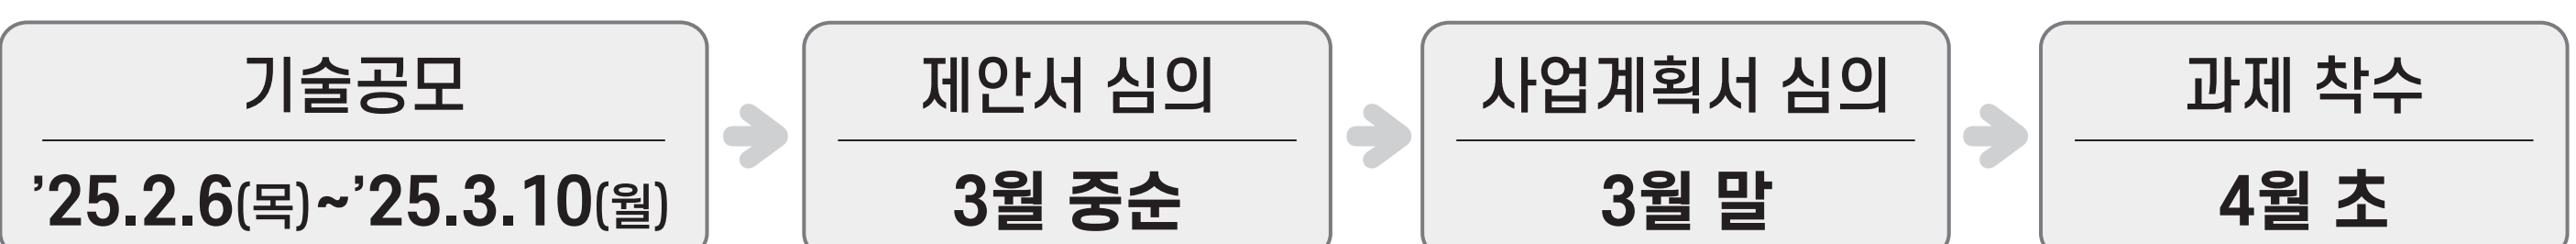 기술공모
’25.2.6(목)~’25.3.10(월)
제안서 심의
3월 중순
사업계획서 심의
3월 말
과제 착수
4월 초